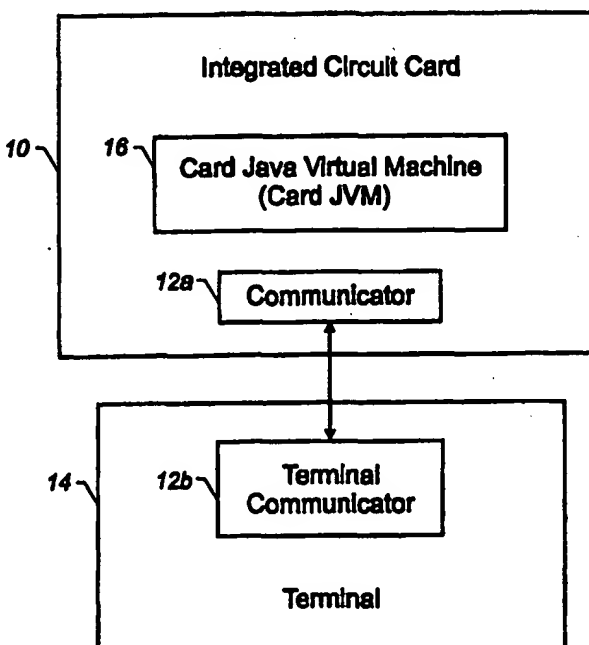 Integrated Circuit Card
10
16
Card Java Virtual Machine
(Card JVM)
12a
Communicator
14
12b
Terminal
Communicator
Terminal